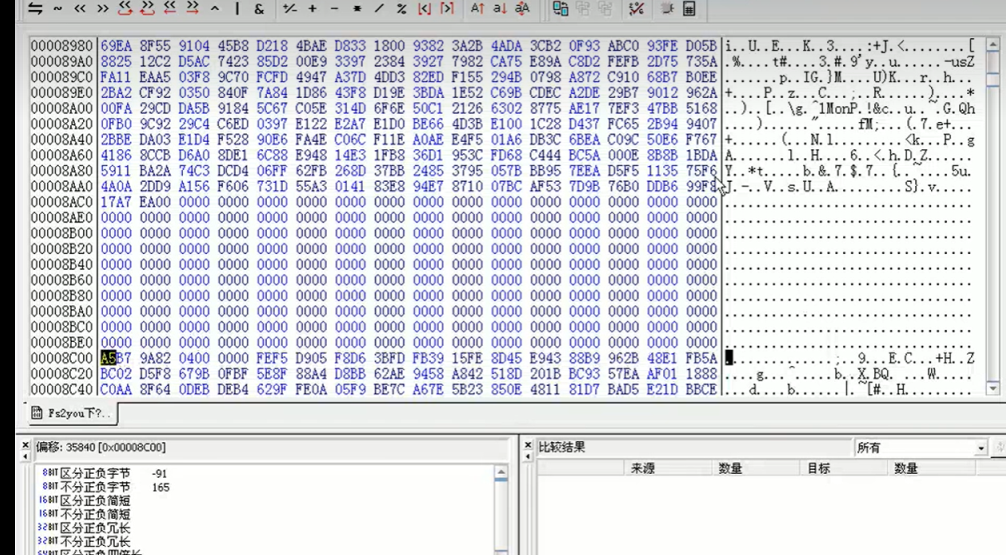 00008980 69EA 8F55 9104 45B8 D218 4BAE D833 1800 9382 3A2B 4ADA 3CB2 0F93 ABC0 93FE D05B
000089A0 8825 12C2 D5AC 7423 85D2 00E9 3397 2384 3927 7982 CA75 E89A C8D2 FEFB 2D75 735A
000089C0 FA11 EAA5 03F8 9C70 FCFD 4947 A37D 4DD3 82ED F155 294B 0798 A872 C910 68B7 B0EE
000089E0 2BA2 CF92 0350 840F 7A84 1D86 43F8 D19E 3BDA 1E52 C69B CDEC A2DE 29B7 9012 962A
00008A00 00FA 29CD DA5B 9184 5C67 C05E 314D 6F6E 50C1 2126 6302 8775 AE17 7EF3 47BB 5168
00008A20 0FB0 9C92 29C4 C6ED 0397 E122 E2A7 E1D0 BE66 4D3B E100 1C28 D437 FC65 2B94 9407
00008A40 2BBE DA03 E1D4 F528 90E6 FA4E C06C F11E A0AE E4F5 01A6 DB3C 6BEA C09C 50E6 F767
00008A60 4186 8CCB D6A0 8DE1 6C88 E948 14E3 1FB8 36D1 953C FD68 C444 BC5A 000E 8B8B 1BDA
00008A80 5911 BA2A 74C3 DCD4 06FF 62FB 268D 37BB 2485 3795 057B BB95 7EEA D5F5 1135 75F6
00008AA0 4A0A 2DD9 A156 F606 731D 55A3 0141 83E8 94E7 8710 07BC AF53 7D9B 76B0 DDB6 99F8
00008AC0 17A7 EA00 0000 0000 0000 0000 0000 0000 0000 0000 0000 0000 0000 0000 0000 0000
00008AE0 0000 0000 0000 0000 0000 0000 0000 0000 0000 0000 0000 0000 0000 0000 0000 0000
00008B00 0000 0000 0000 0000 0000 0000 0000 0000 0000 0000 0000 0000 0000 0000 0000 0000
00008B20 0000 0000 0000 0000 0000 0000 0000 0000 0000 0000 0000 0000 0000 0000 0000 0000
00008B40 0000 0000 0000 0000 0000 0000 0000 0000 0000 0000 0000 0000 0000 0000 0000 0000
00008B60 0000 0000 0000 0000 0000 0000 0000 0000 0000 0000 0000 0000 0000 0000 0000 0000
00008B80 0000 0000 0000 0000 0000 0000 0000 0000 0000 0000 0000 0000 0000 0000 0000 0000
00008BA0 0000 0000 0000 0000 0000 0000 0000 0000 0000 0000 0000 0000 0000 0000 0000 0000
00008BC0 0000 0000 0000 0000 0000 0000 0000 0000 0000 0000 0000 0000 0000 0000 0000 0000
00008BE0 0000 0000 0000 0000 0000 0000 0000 0000 0000 0000 0000 0000 0000 0000 0000 0000
00008C00 A5B7 9A82 0400 0000 FEF5 D905 F8D6 3BFD FB39 15FE 8D45 E943 88B9 962B 48E1 FB5A
00008C20 BC02 D5F8 679B 0FBF 5E8F 88A4 D8BB 62AE 9458 A842 518D 201B BC93 57EA AF01 1888
00008C40 C0AA 8F64 0DEB DEB4 629F FE0A 05F9 BE7C A67E 5B23 850E 4811 81D7 BAD5 E21D BBCE
Fs2you下?..
偏移: 35840 [0x00008C00]
8BIT 区分正负字节 -91
8BIT 不分正负字节 165
16BIT 区分正负简短
16BIT 不分正负简短
32BIT 区分正负冗长
32BIT 不分正负冗长
比较结果 所有
来源 数量 目标 数量